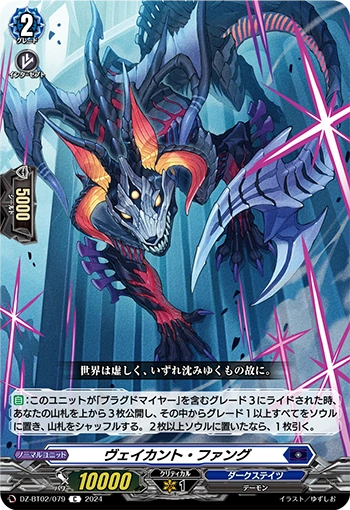 2
グレード
インターセプト
5000
シールド
世界は虚しく、いずれ沈みゆくもの故に。
自:このユニットが「プラグドマイヤー」を含むグレード3にライドされた時、
あなたの山札を上から3枚公開し、その中からグレード1以上すべてをソウル
に置き、山札をシャッフルする。2枚以上ソウルに置いたなら、1枚引く。
ノーマルユニット
ヴェイカント・ファング
パワー
10000
クリティカル
1
ダークステイツ
デーモン
DZ-BT02/079 C 2024
イラスト/ゆずしお